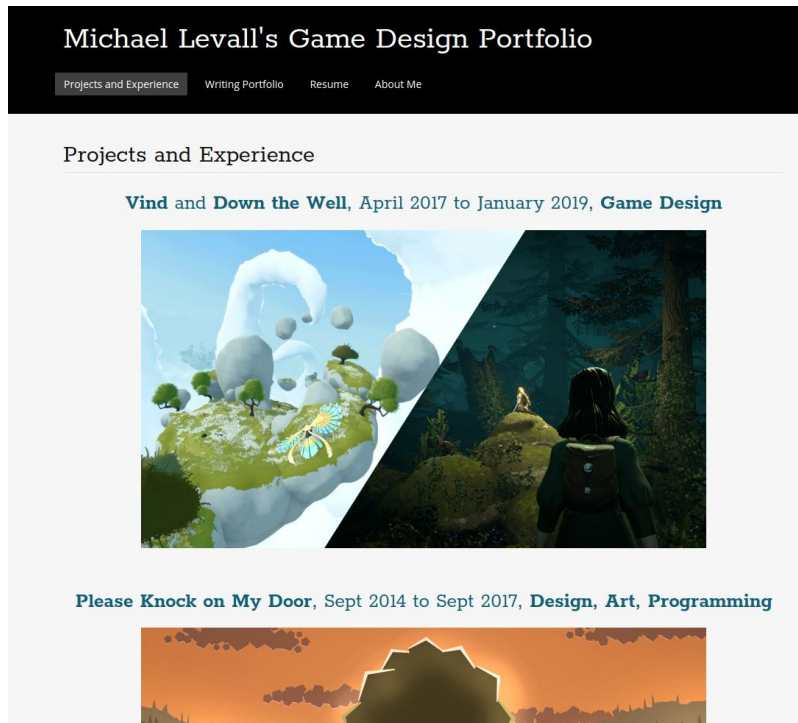 Michael Levall's Game Design Portfolio
Projects and Experience Writing Portfolio Resume About Me
Projects and Experience
Vind and Down the Well, April 2017 to January 2019, Game Design
Please Knock on My Door, Sept 2014 to Sept 2017, Design, Art, Programming